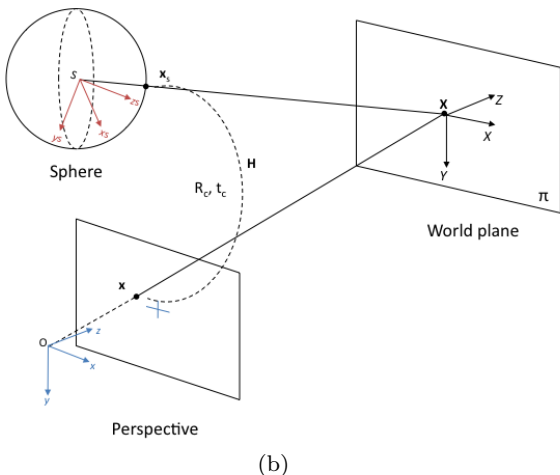 S
x_s
zs
ys
xs
Sphere
X
Z
X
Y
H
R_c, t_c
π
World plane
x
O
z
x
y
Perspective
(b)